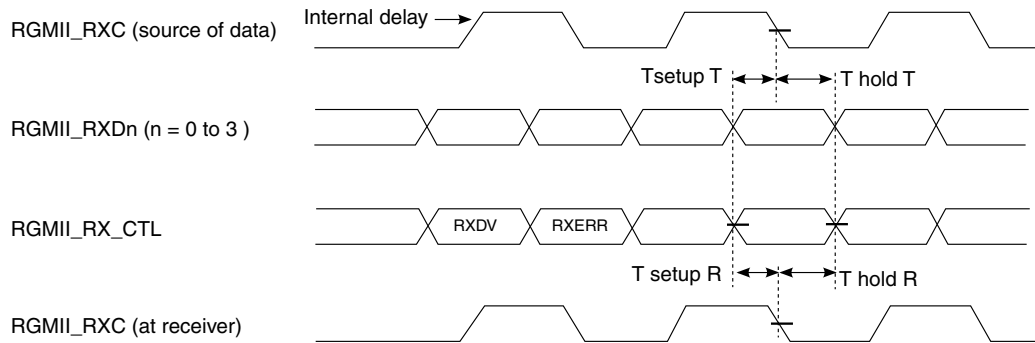 Internal delay
RGMII_RXC (source of data)
Tsetup T
T hold T
RGMII_RXDn (n = 0 to 3 )
RGMII_RX_CTL
RXDV
RXERR
T setup R
T hold R
RGMII_RXC (at receiver)